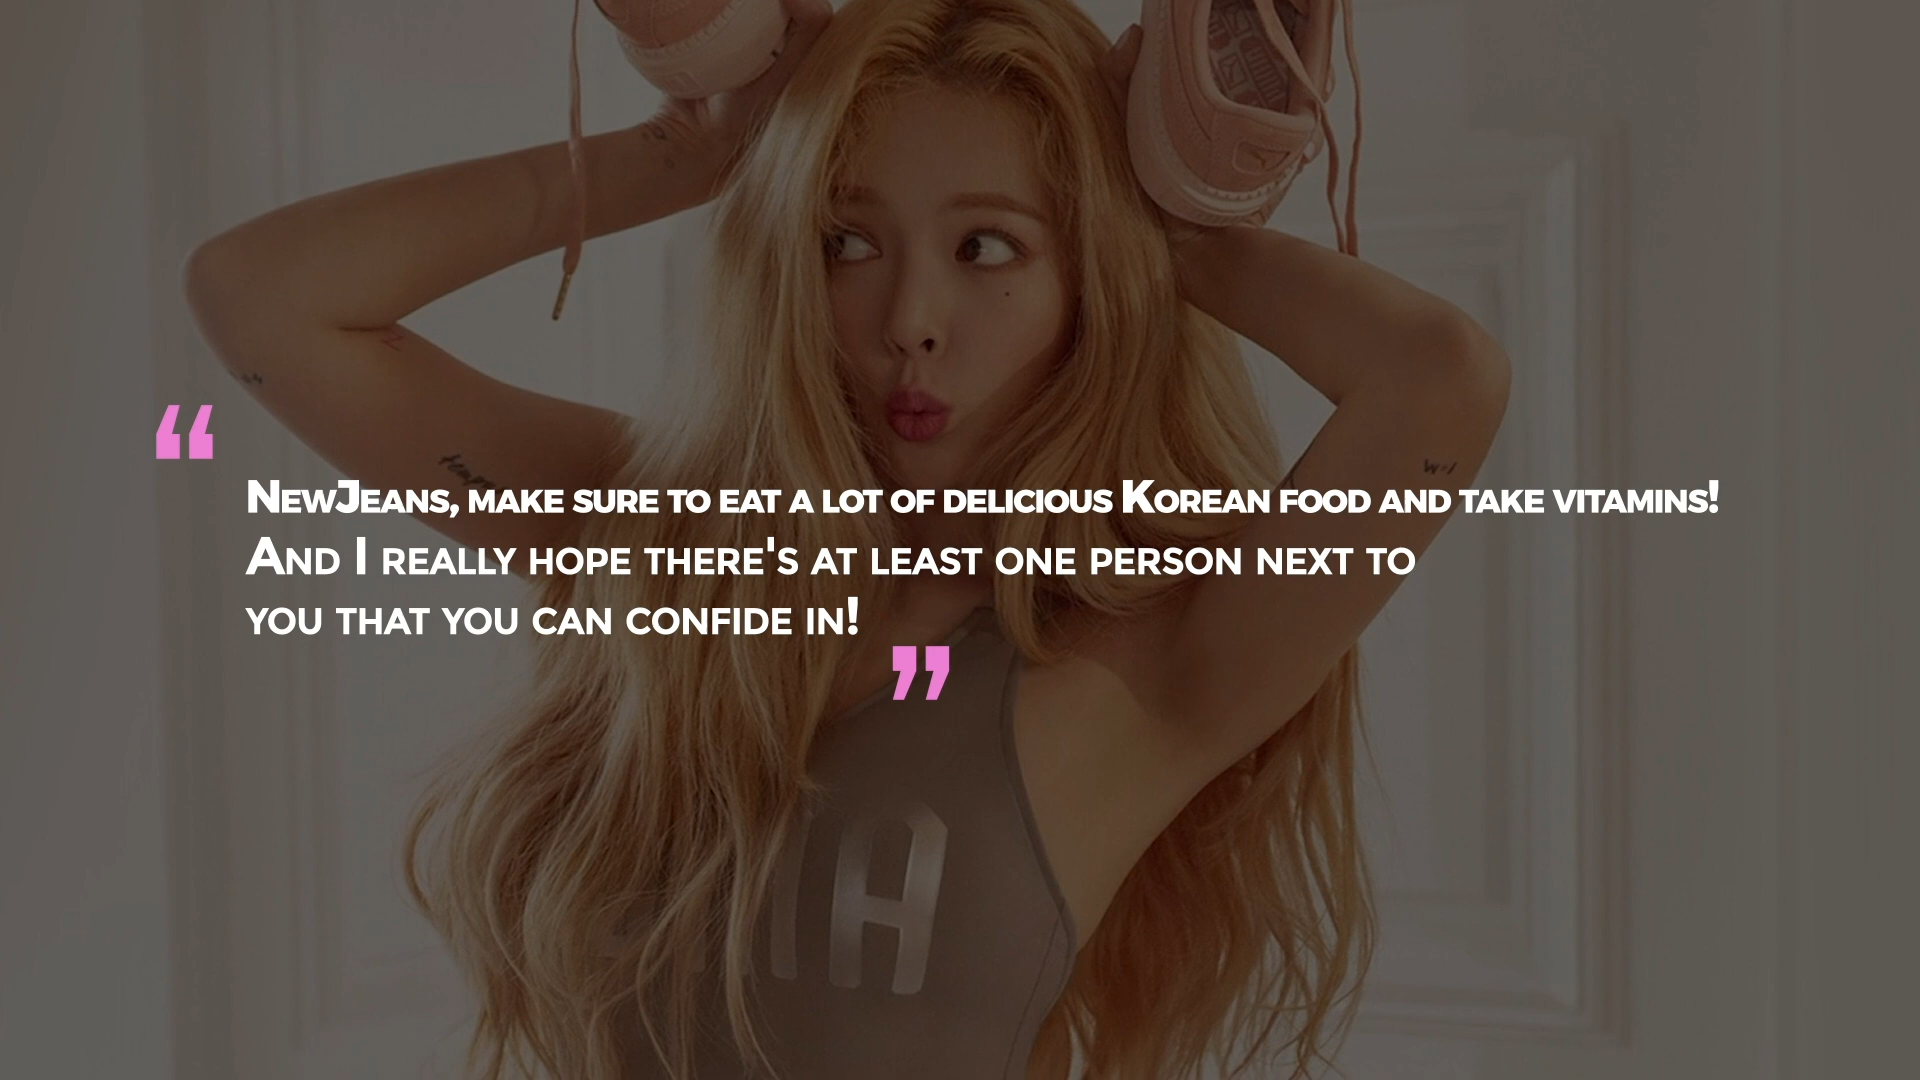 “
NewJeans, make sure to eat a lot of delicious Korean food and take vitamins!
And I really hope there's at least one person next to
you that you can confide in!
”